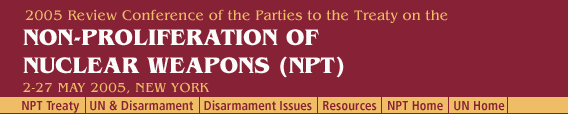 2005 Review Conference of the Parties to the Treaty on the
NON-PROLIFERATION OF
NUCLEAR WEAPONS (NPT)
2-27 MAY 2005, NEW YORK
NPT Treaty UN & Disarmament Disarmament Issues Resources NPT Home UN Home